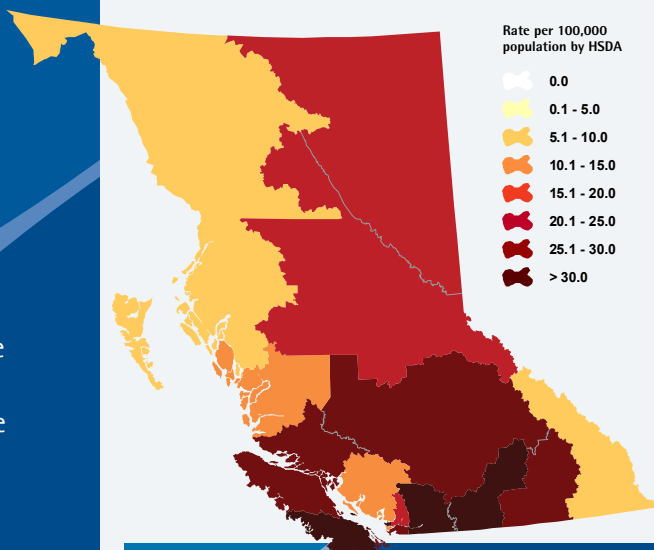 Rate per 100,000
population by HSDA
0.0
0.1 - 5.0
5.1 - 10.0
10.1 - 15.0
15.1 - 20.0
20.1 - 25.0
25.1 - 30.0
> 30.0